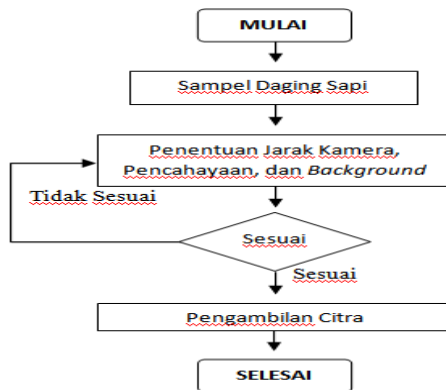 MULAI
Sampel Daging Sapi
Penentuan Jarak Kamera,
Pencahayaan, dan Background
Tidak Sesuai
Sesuai
Sesuai
Pengambilan Citra
SELESAI